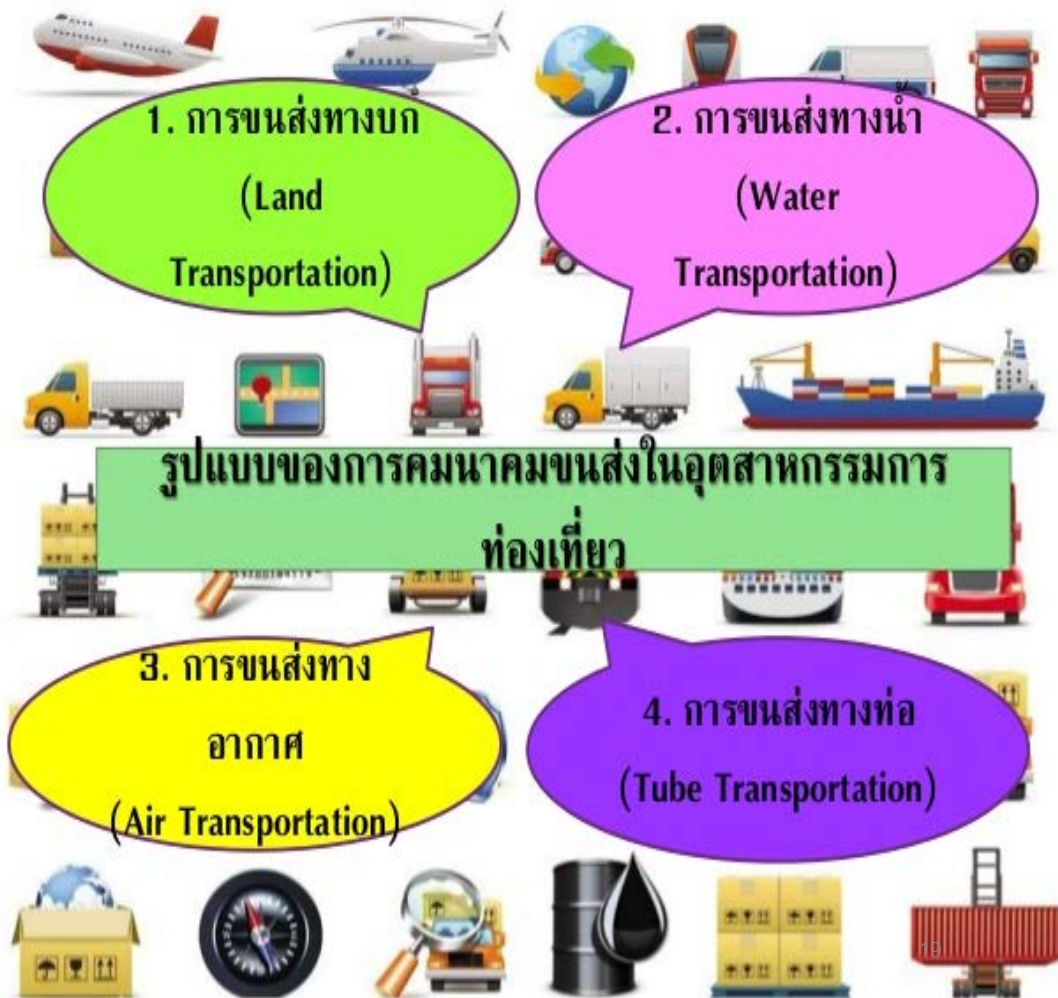 1. การขนส่งทางบก
(Land
Transportation)
2. การขนส่งทางน้ำ
(Water
Transportation)
รูปแบบของการคมนาคมขนส่งในอุตสาหกรรมการ
ท่องเที่ยว
3. การขนส่งทาง
อากาศ
(Air Transportation)
4. การขนส่งทางท่อ
(Tube Transportation)
19